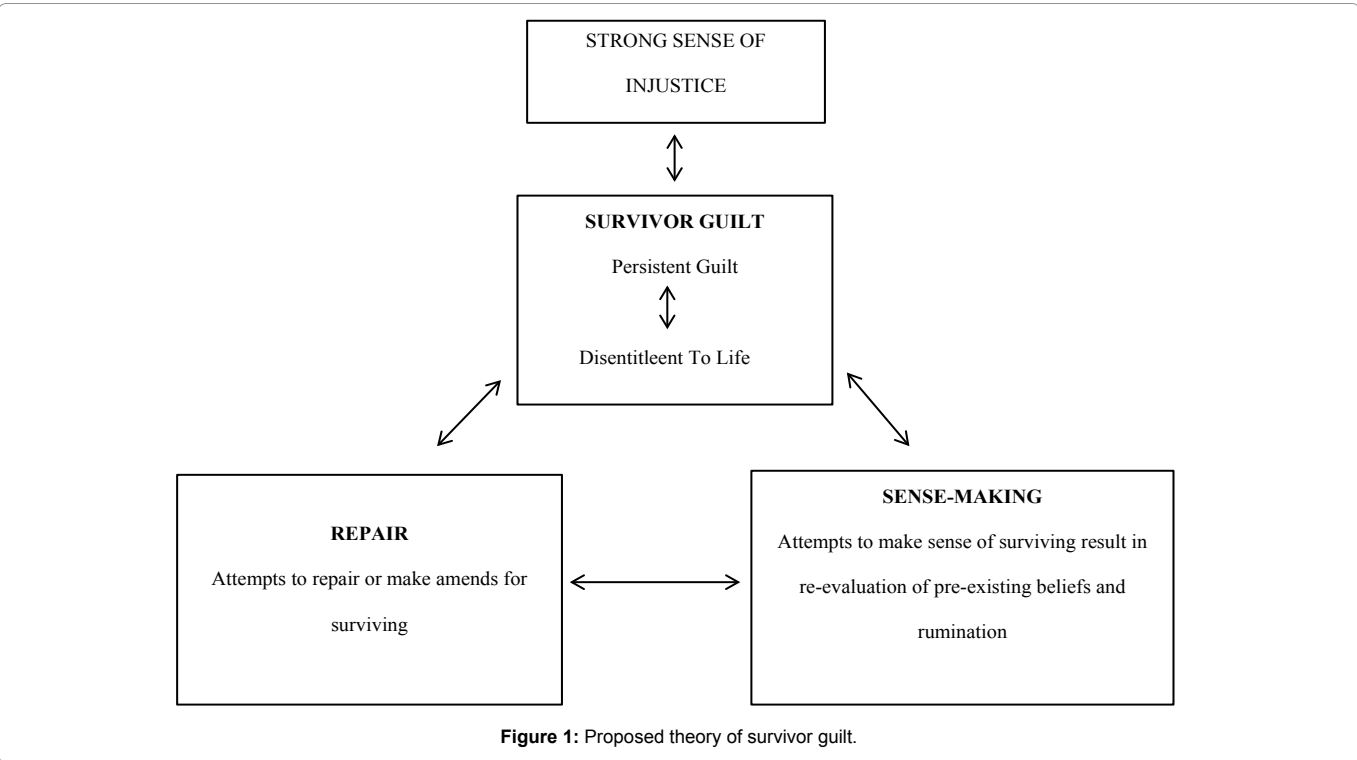 STRONG SENSE OF
INJUSTICE
SURVIVOR GUILT
Persistent Guilt
Disentitleent To Life
REPAIR
Attempts to repair or make amends for
surviving
SENSE-MAKING
Attempts to make sense of surviving result in
re-evaluation of pre-existing beliefs and
rumination
Figure 1: Proposed theory of survivor guilt.